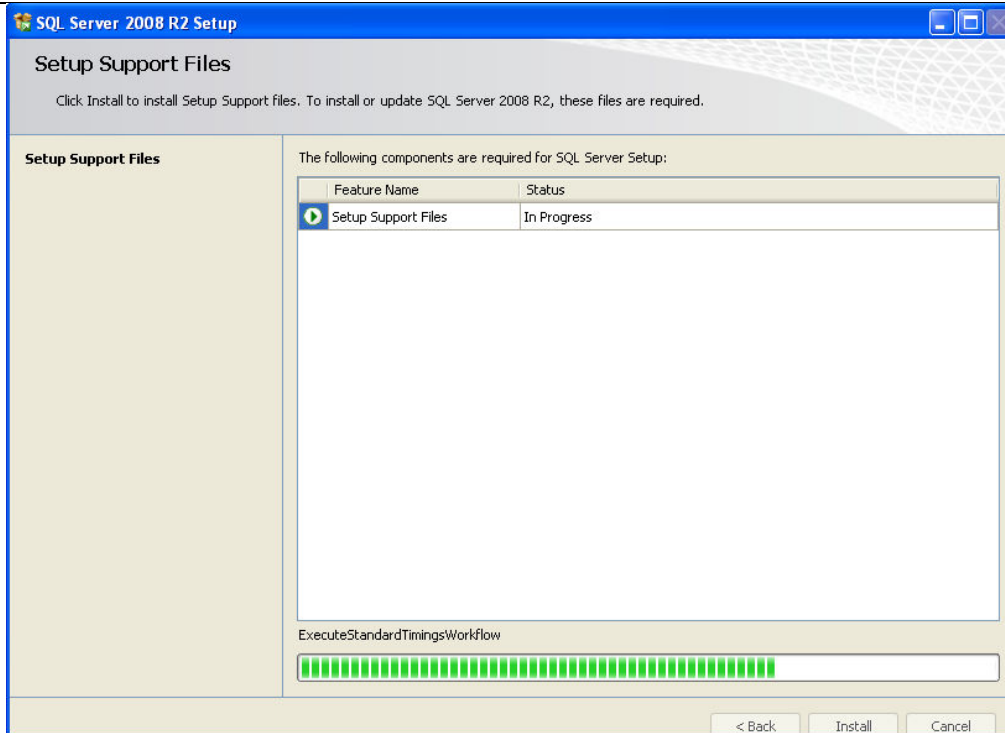 SQL Server 2008 R2 Setup
Setup Support Files
Click Install to install Setup Support files. To install or update SQL Server 2008 R2, these files are required.
Setup Support Files
The following components are required for SQL Server Setup:
Feature Name Status
Setup Support Files In Progress
ExecuteStandardTimingsWorkflow
< Back Install Cancel